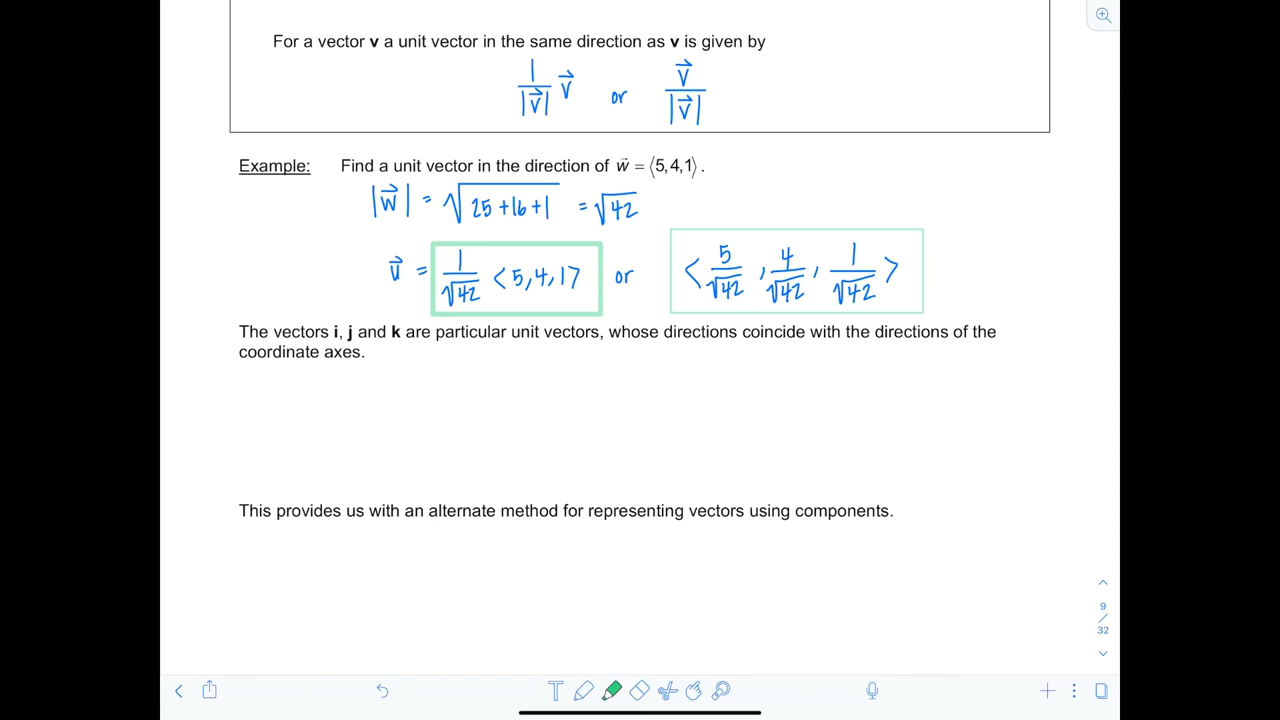 For a vector v a unit vector in the same direction as v is given by
1/|v⃗| v⃗ or v⃗/|v⃗|
Example: Find a unit vector in the direction of w⃗ = ⟨5,4,1⟩.
|w⃗| = √(25+16+1) = √42
u⃗ = 1/√42 <5,4,1> or <5/√42, 4/√42, 1/√42>
The vectors i, j and k are particular unit vectors, whose directions coincide with the directions of the
coordinate axes.
This provides us with an alternate method for representing vectors using components.
9
/
32
T